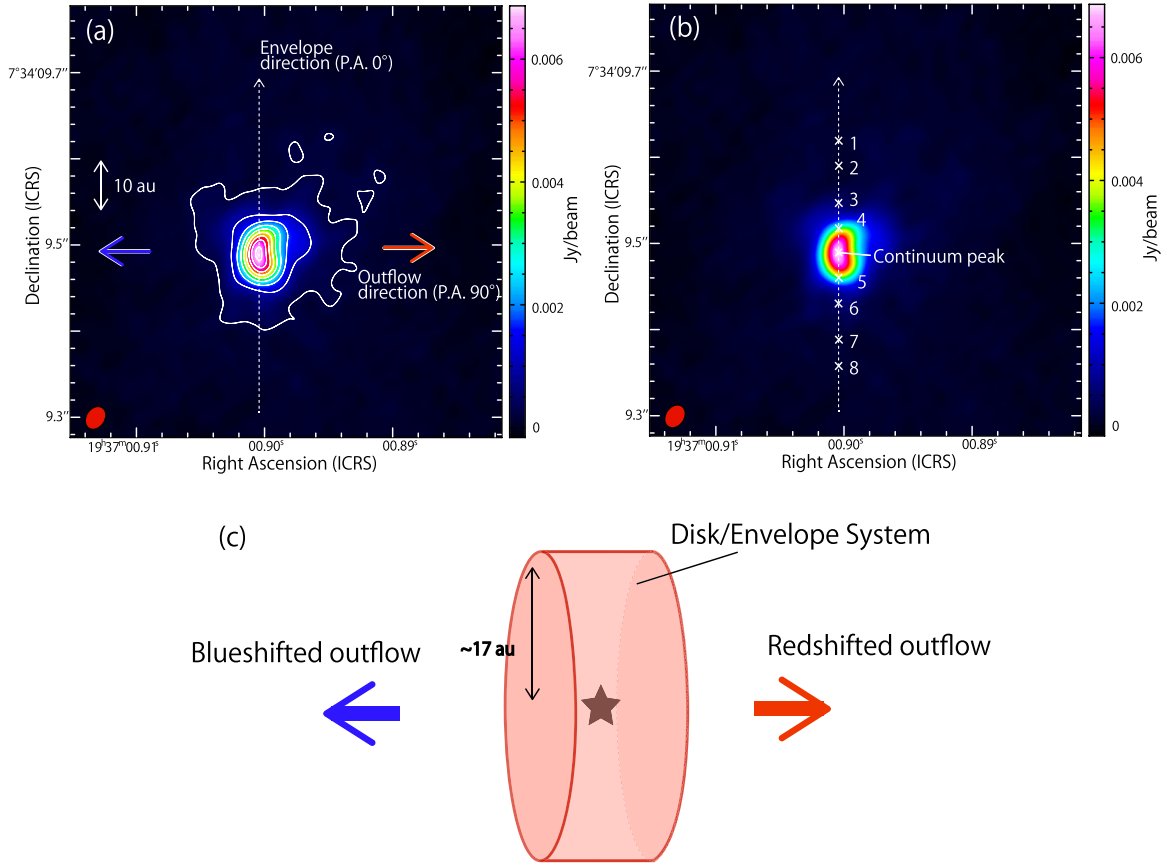 (a)
Envelope
direction (P.A. 0°)
7°34′09.7″
9.5″
9.3″
Declination (ICRS)
10 au
Outflow
direction (P.A. 90°)
19ʰ37ᵐ00.91ˢ
00.90ˢ
00.89ˢ
Right Ascension (ICRS)
0.006
0.004
0.002
0
Jy/beam
(b)
1
2
3
4
Continuum peak
5
6
7
8
7°34′09.7″
9.5″
9.3″
Declination (ICRS)
19ʰ37ᵐ00.91ˢ
00.90ˢ
00.89ˢ
Right Ascension (ICRS)
0.006
0.004
0.002
0
Jy/beam
(c)
Disk/Envelope System
Blueshifted outflow
~17 au
Redshifted outflow